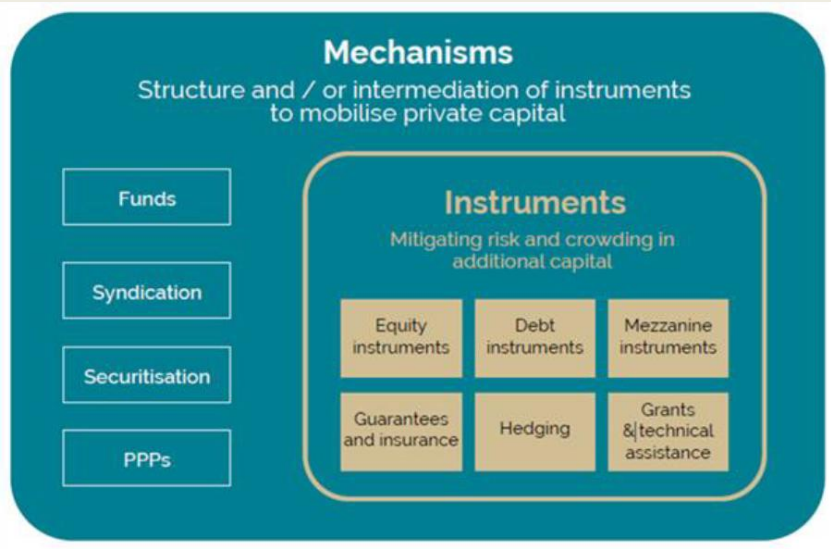 Mechanisms
Structure and / or intermediation of instruments
to mobilise private capital
Funds
Syndication
Securitisation
PPPs
Instruments
Mitigating risk and crowding in
additional capital
Equity
instruments
Debt
instruments
Mezzanine
instruments
Guarantees
and insurance
Hedging
Grants
& technical
assistance